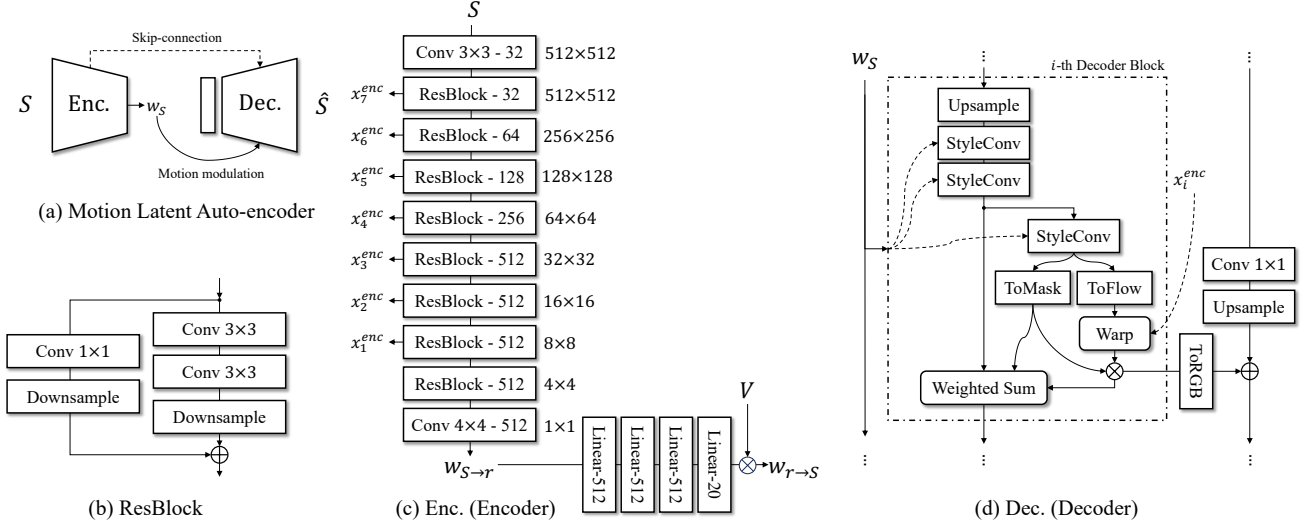 Skip-connection
S
Enc.
w_S
Dec.
Ŝ
Motion modulation
(a) Motion Latent Auto-encoder
Conv 1×1
Downsample
Conv 3×3
Conv 3×3
Downsample
(b) ResBlock
S
Conv 3×3 - 32 512×512
x_7^{enc} ResBlock - 32 512×512
x_6^{enc} ResBlock - 64 256×256
x_5^{enc} ResBlock - 128 128×128
x_4^{enc} ResBlock - 256 64×64
x_3^{enc} ResBlock - 512 32×32
x_2^{enc} ResBlock - 512 16×16
x_1^{enc} ResBlock - 512 8×8
ResBlock - 512 4×4
Conv 4×4 - 512 1×1
w_{S→r}
Linear-512
Linear-512
Linear-512
Linear-20
V
w_{r→S}
(c) Enc. (Encoder)
w_S
...
...
i-th Decoder Block
Upsample
StyleConv
StyleConv
x_i^{enc}
StyleConv
ToMask
ToFlow
Warp
Weighted Sum
ToRGB
Conv 1×1
Upsample
...
...
...
(d) Dec. (Decoder)